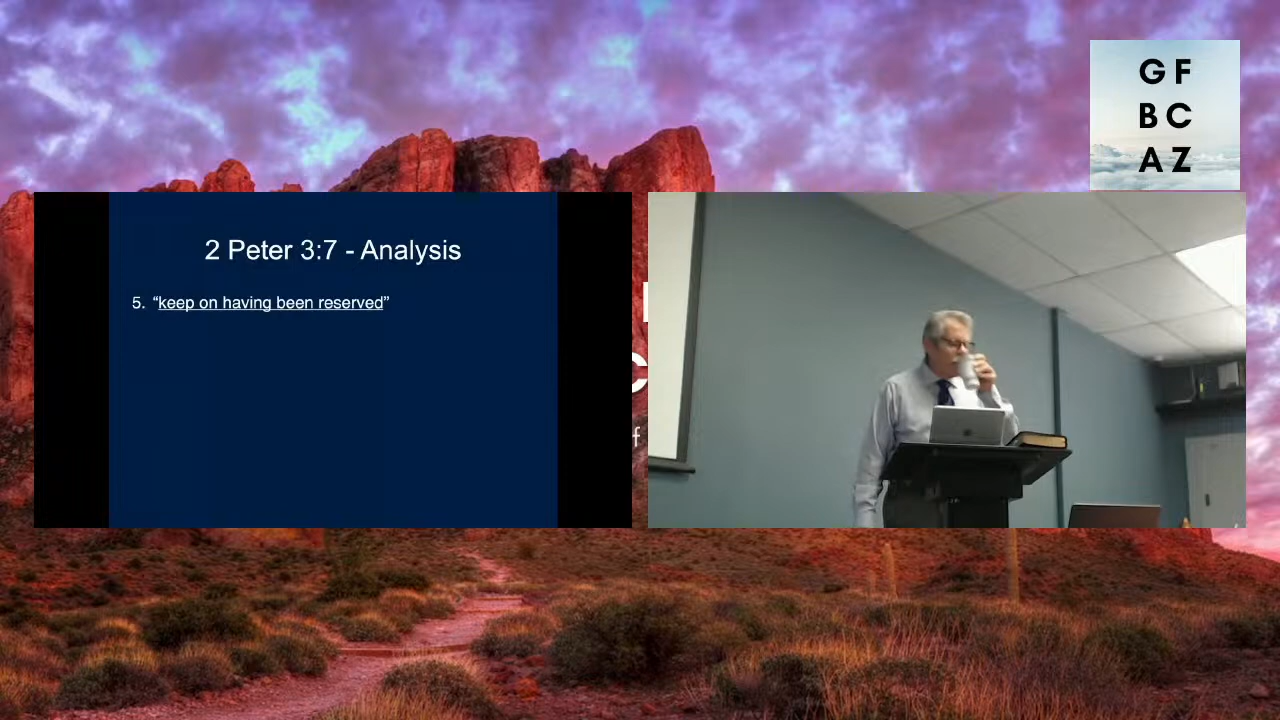 G F
B C
A Z
2 Peter 3:7 - Analysis
5. “keep on having been reserved”
f